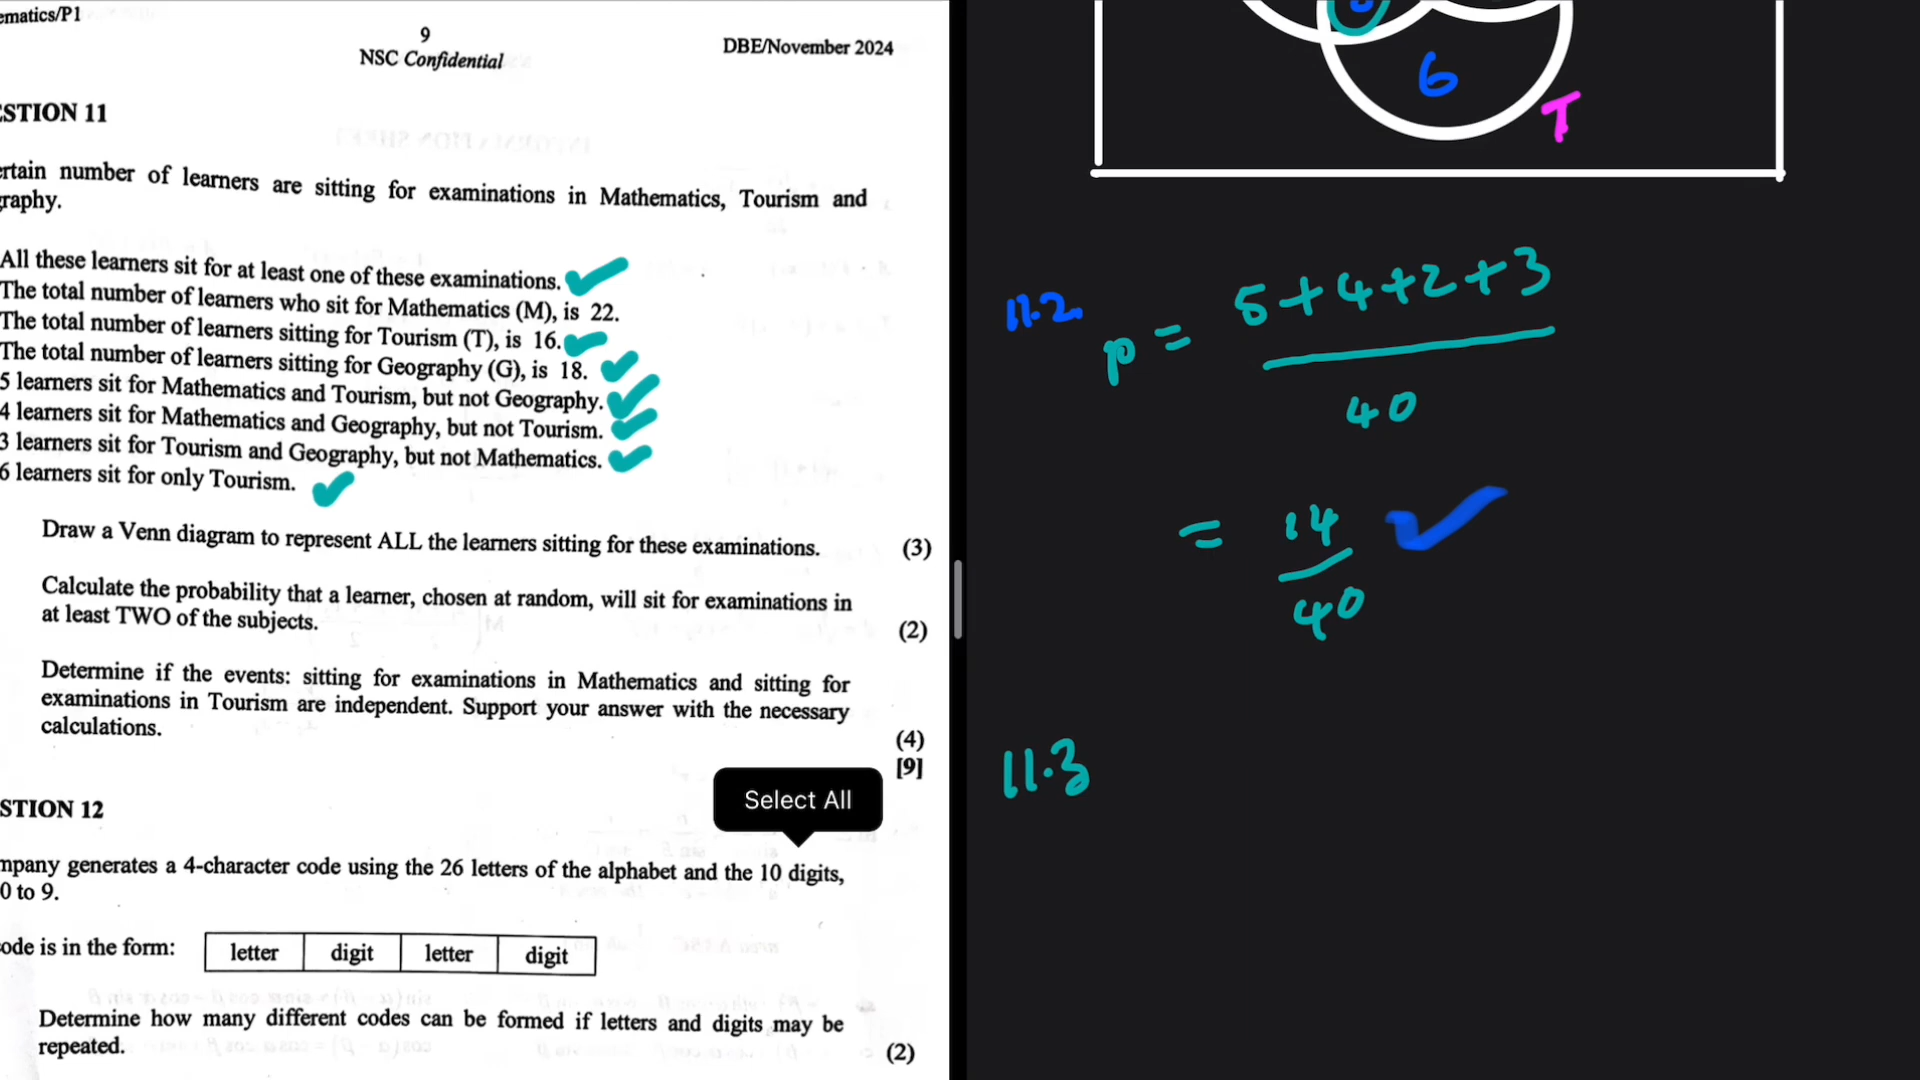 ematics/P1
9
NSC Confidential
DBE/November 2024
ESTION 11
ertain number of learners are sitting for examinations in Mathematics, Tourism and
graphy.
All these learners sit for at least one of these examinations.
The total number of learners who sit for Mathematics (M), is 22.
The total number of learners sitting for Tourism (T), is 16.
The total number of learners sitting for Geography (G), is 18.
5 learners sit for Mathematics and Tourism, but not Geography.
4 learners sit for Mathematics and Geography, but not Tourism.
3 learners sit for Tourism and Geography, but not Mathematics.
6 learners sit for only Tourism.
Draw a Venn diagram to represent ALL the learners sitting for these examinations. (3)
Calculate the probability that a learner, chosen at random, will sit for examinations in
at least TWO of the subjects. (2)
Determine if the events: sitting for examinations in Mathematics and sitting for
examinations in Tourism are independent. Support your answer with the necessary
calculations. (4)
[9]
Select All
STION 12
mpany generates a 4-character code using the 26 letters of the alphabet and the 10 digits,
0 to 9.
ode is in the form: letter digit letter digit
Determine how many different codes can be formed if letters and digits may be
repeated. (2)
6
T
11.2.
p = 5+4+2+3
40
= 14
40
11.3